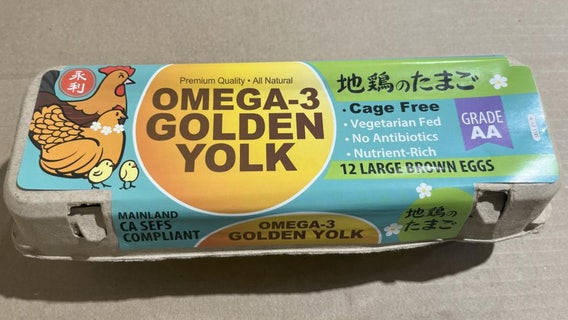 永
利
Premium Quality • All Natural
OMEGA-3
GOLDEN
YOLK
地鶏のたまご
• Cage Free
• Vegetarian Fed
• No Antibiotics
• Nutrient-Rich
GRADE
AA
12 LARGE BROWN EGGS
MAINLAND
CA SEFS
COMPLIANT
OMEGA-3
GOLDEN YOLK
地鶏の
たまご